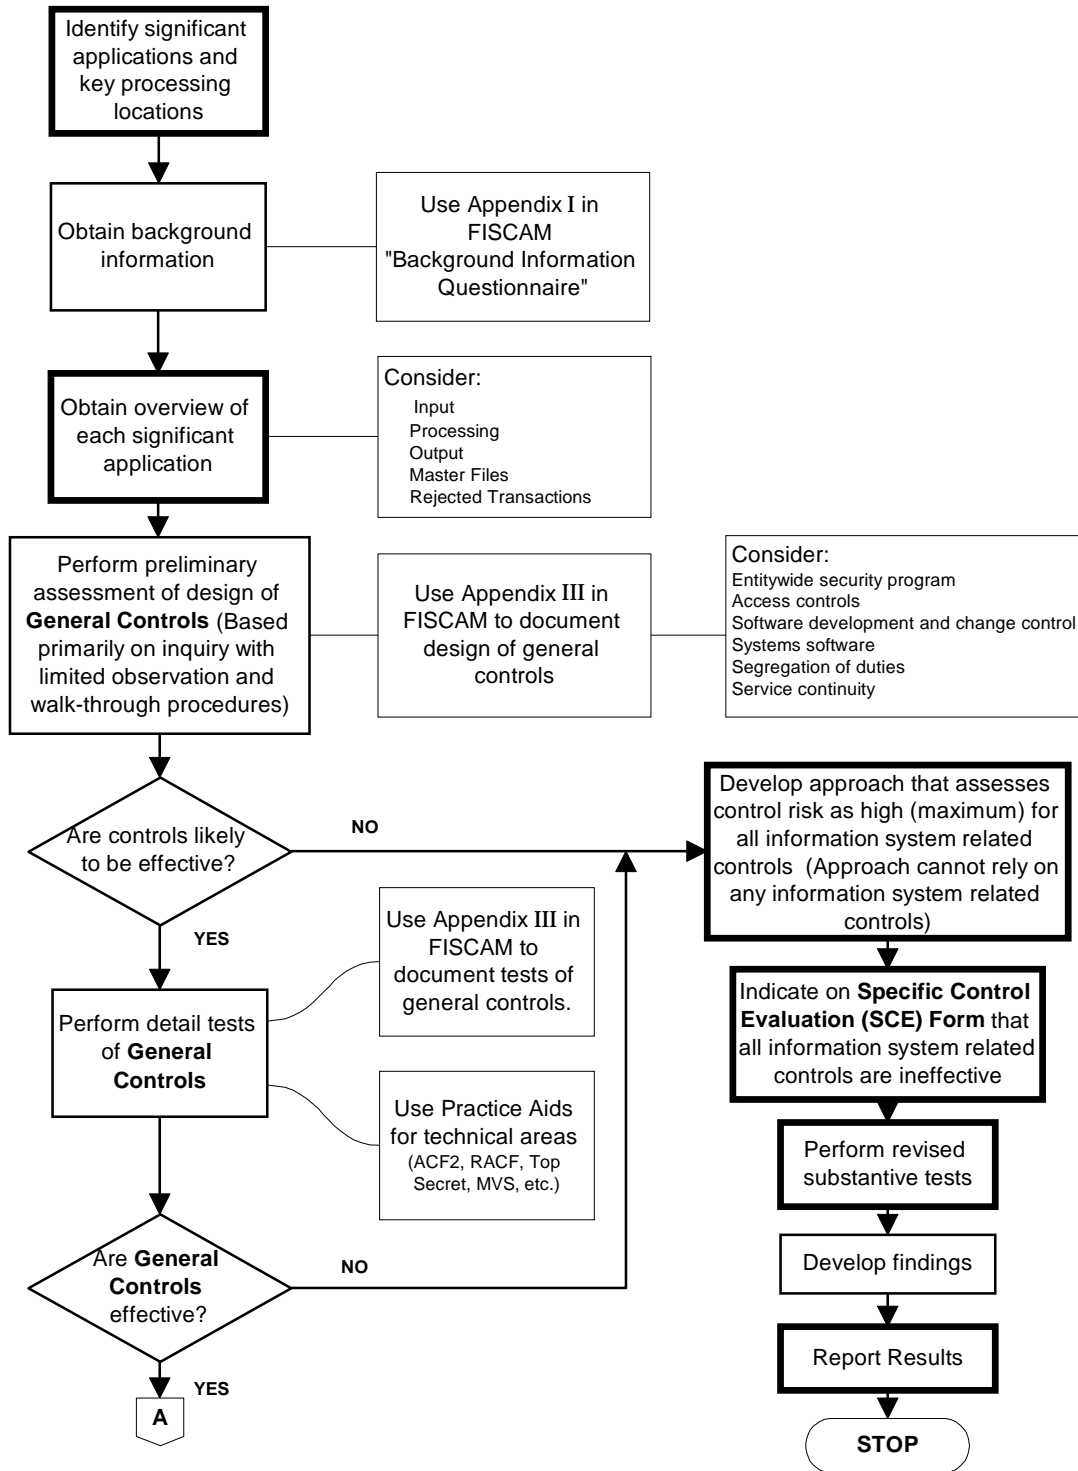 Identify significant
applications and
key processing
locations
Obtain background
information
Use Appendix I in
FISCAM
"Background Information
Questionnaire"
Obtain overview of
each significant
application
Consider:
Input
Processing
Output
Master Files
Rejected Transactions
Perform preliminary
assessment of design of
General Controls (Based
primarily on inquiry with
limited observation and
walk-through procedures)
Use Appendix III in
FISCAM to document
design of general
controls
Consider:
Entitywide security program
Access controls
Software development and change control
Systems software
Segregation of duties
Service continuity
Are controls likely
to be effective?
NO
YES
Develop approach that assesses
control risk as high (maximum) for
all information system related
controls (Approach cannot rely on
any information system related
controls)
Use Appendix III in
FISCAM to
document tests of
general controls.
Perform detail tests
of General
Controls
Use Practice Aids
for technical areas
(ACF2, RACF, Top
Secret, MVS, etc.)
Indicate on Specific Control
Evaluation (SCE) Form that
all information system related
controls are ineffective
Perform revised
substantive tests
Are General
Controls
effective?
NO
YES
A
Develop findings
Report Results
STOP